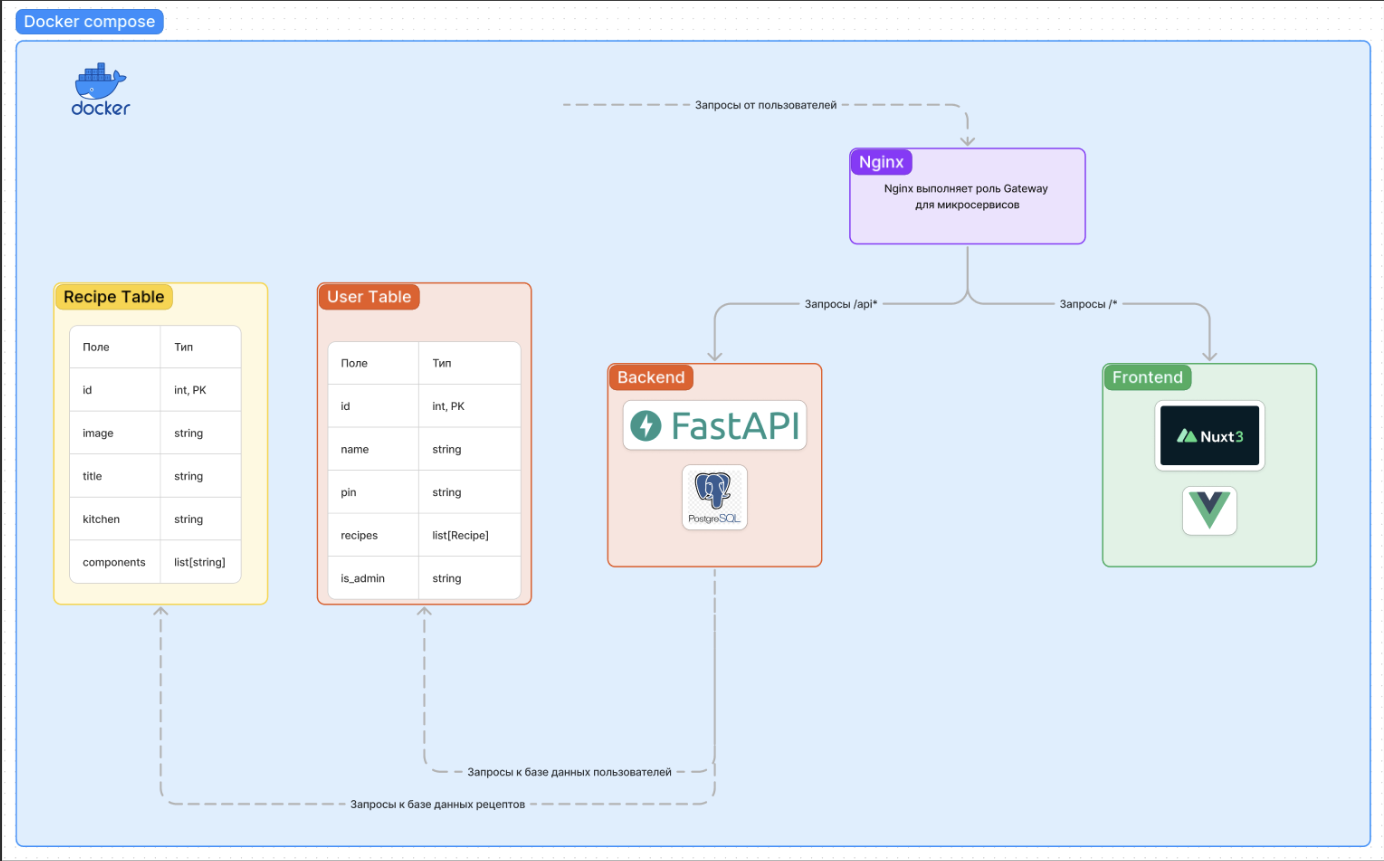 Docker compose
docker
Запросы от пользователей
Nginx
Nginx выполняет роль Gateway
для микросервисов
Запросы /api*
Запросы /*
Recipe Table
Поле Тип
id int, PK
image string
title string
kitchen string
components list[string]
User Table
Поле Тип
id int, PK
name string
pin string
recipes list[Recipe]
is_admin string
Backend
FastAPI
PostgreSQL
Frontend
Nuxt3
Запросы к базе данных пользователей
Запросы к базе данных рецептов